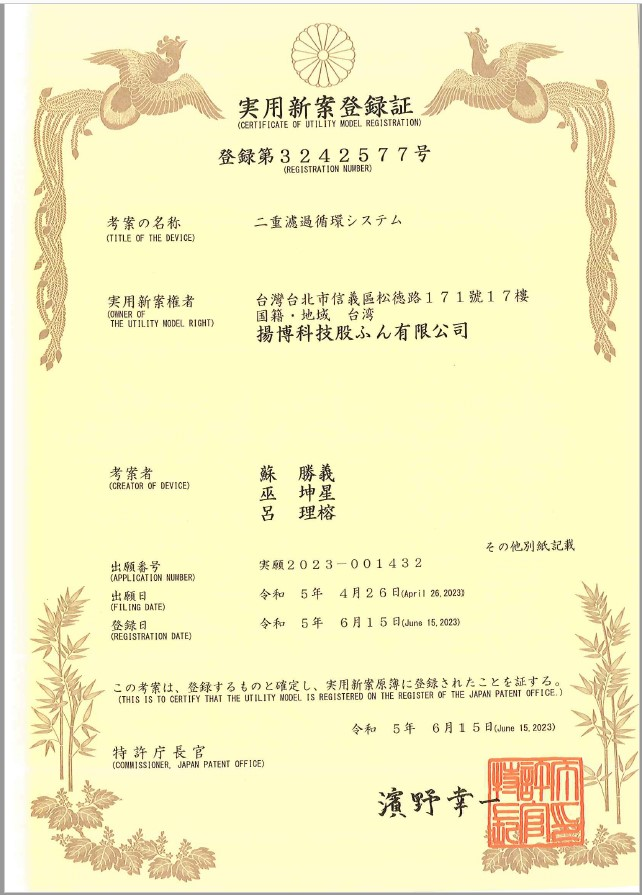 実用新案登録証
(CERTIFICATE OF UTILITY MODEL REGISTRATION)
登録第３２４２５７７号
(REGISTRATION NUMBER)
考案の名称
(TITLE OF THE DEVICE)
二重濾過循環システム
実用新案権者
(OWNER OF
THE UTILITY MODEL RIGHT)
台灣台北市信義區松徳路１７１號１７樓
国籍・地域　台湾
揚博科技股ふん有限公司
考案者
(CREATOR OF DEVICE)
蘇　勝義
巫　坤星
呂　理榕
その他別紙記載
出願番号
(APPLICATION NUMBER)
実願２０２３－００１４３２
出願日
(FILING DATE)
令和　５年　４月２６日(April 26,2023)
登録日
(REGISTRATION DATE)
令和　５年　６月１５日(June 15,2023)
この考案は、登録するものと確定し、実用新案原簿に登録されたことを証する。
(THIS IS TO CERTIFY THAT THE UTILITY MODEL IS REGISTERED ON THE REGISTER OF THE JAPAN PATENT OFFICE.)
令和　５年　６月１５日(June 15,2023)
特許庁長官
(COMMISSIONER, JAPAN PATENT OFFICE)
濱野幸一
特許庁長官之印